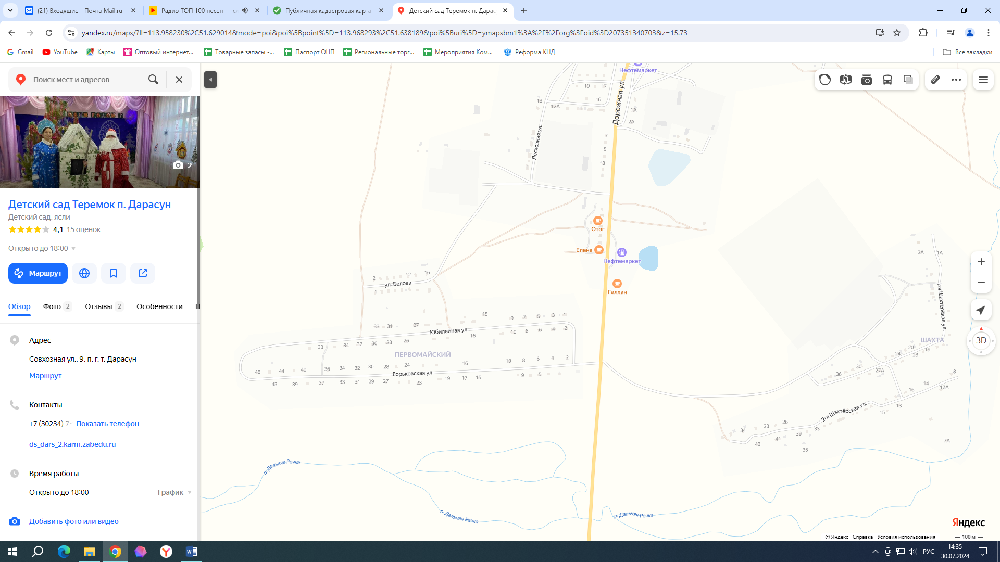 (21) Входящие - Почта Mail.ru
Радио ТОП 100 песен — сл
Публичная кадастровая карта
Детский сад Теремок п. Дарас
yandex.ru/maps/?ll=113.958230%2C51.629014&mode=poi&poi%5Bpoint%5D=113.968293%2C51.638189&poi%5Buri%5D=ymapsbm1%3A%2F%2Forg%3Foid%3D207351340703&z=15.73
Gmail
YouTube
Карты
Оптовый интернет...
Товарные запасы -...
Паспорт ОНП
Региональные торг...
Мероприятия Ком...
Реформа КНД
Все закладки
Поиск мест и адресов
2
Детский сад Теремок п. Дарасун
Детский сад, ясли
4,1 15 оценок
Открыто до 18:00
Маршрут
Обзор Фото 2 Отзывы 2 Особенности
Адрес
Совхозная ул., 9, п. г. т. Дарасун
Маршрут
Контакты
+7 (30234) 7- Показать телефон
ds_dars_2.karm.zabedu.ru
Время работы
Открыто до 18:00 График
Добавить фото или видео
Нефтемаркет
Дорожная ул.
19 17
13 16
12А 11 1А
2А
Лесхозная ул.
7
5
3
1
1
Отог
Елена
Нефтемаркет
Галхан
2 12 16
ул. Белова
1
15 9 7 5 3 1
33 31 27
Юбилейная ул.
16 10 8 6 4 2
38 34 32 30 28 26
ПЕРВОМАЙСКИЙ
48 44 40 36 34 32 30 28 24 16 10 8 6 4 2
Горьковская ул.
43 39 37 33 31 29 27 23 19 17 15 9 5 1
2А 1А
1-я Шахтёрская ул.
ШАХТА
20 19
24 23
30 27А
36
8
14 17А
16
13
15
2-я Шахтёрская ул.
26
28 33
34 39
41
43 35
7А
р. Дальняя Речка
р. Дальняя Речка
р. Дальняя Речка
3D
Яндекс
© Яндекс Справка Условия использования
100 м
РУС
14:35
30.07.2024